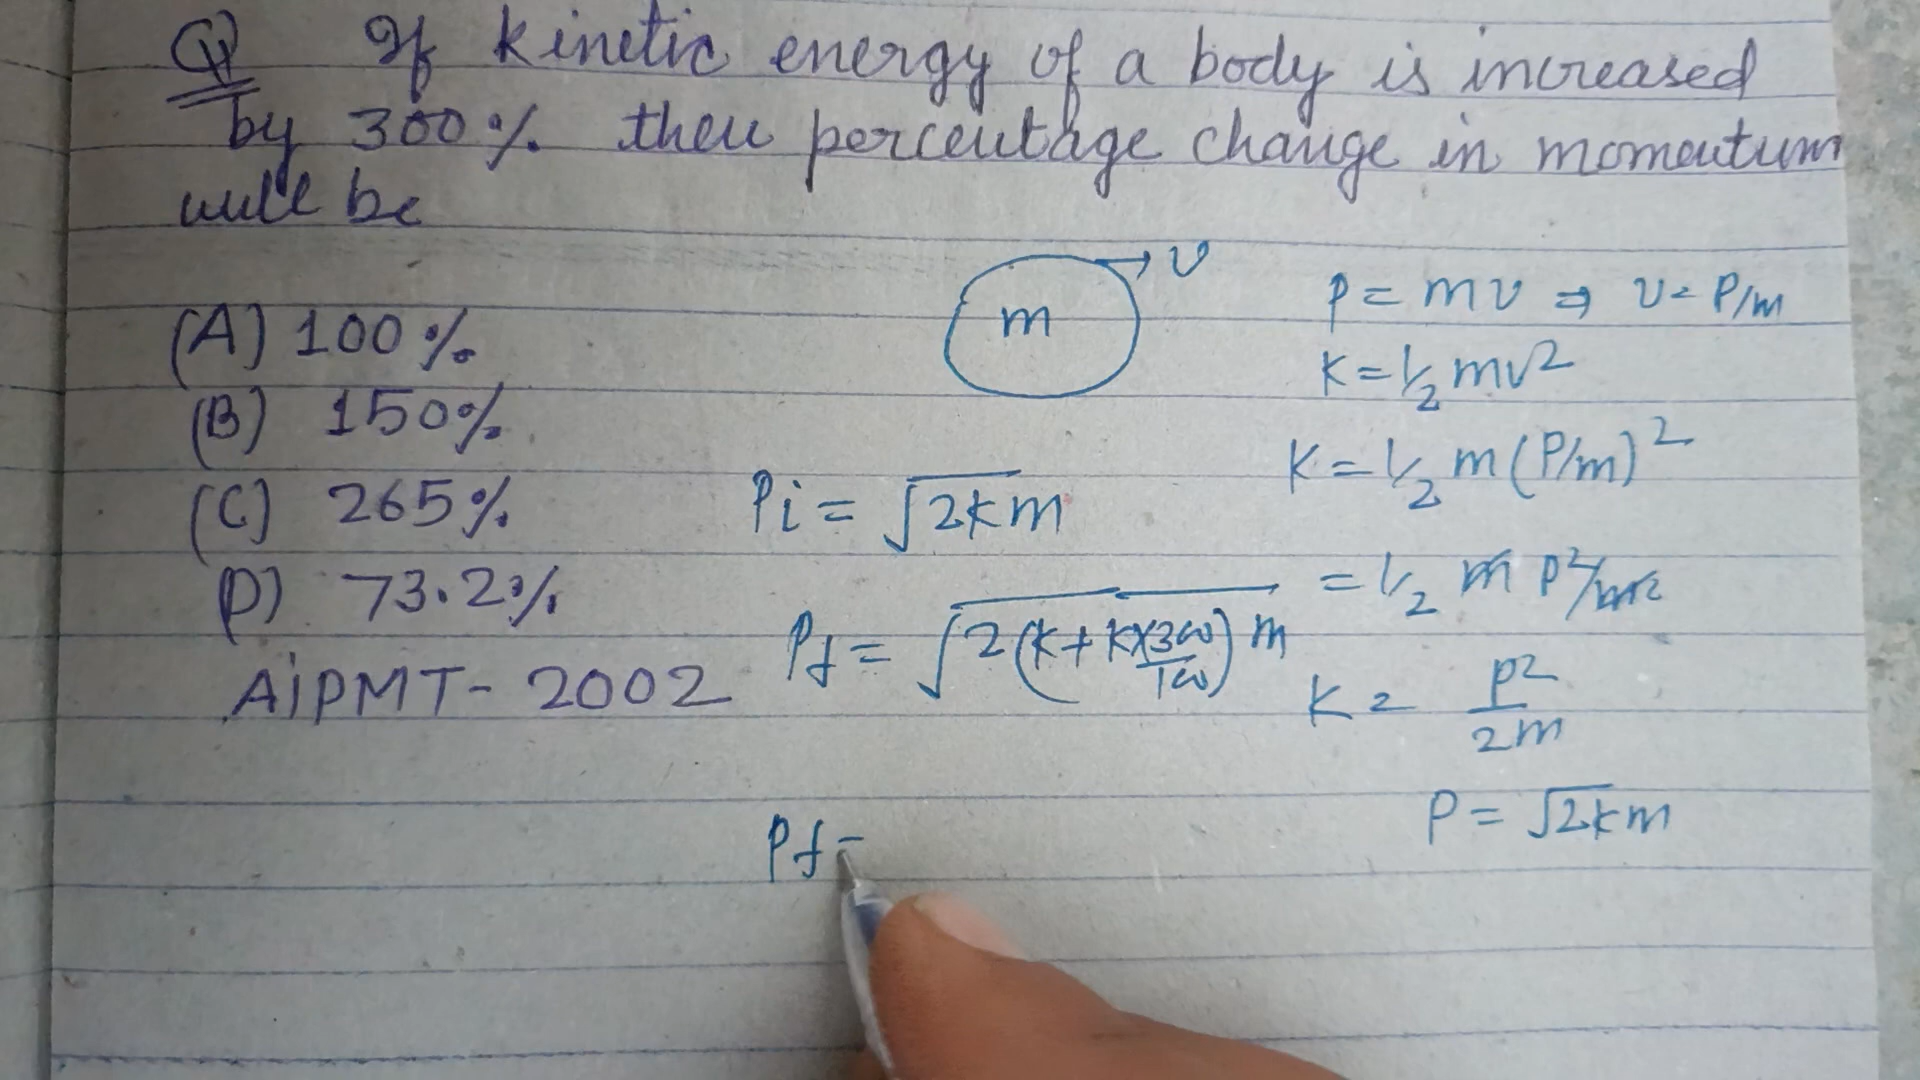 Q) If kinetic energy of a body is increased
by 300% then percentage change in momentum
will be
(A) 100%
(B) 150%
(C) 265%
(D) 73.2%
AiPMT- 2002
m → v
P = mv ⇒ v = P/m
K = 1/2 mv²
K = 1/2 m (P/m)²
= 1/2 m P²/m²
K = P²/2m
P = √2km
Pi = √2km
Pf = √2(k + k×300/100) m
Pf =